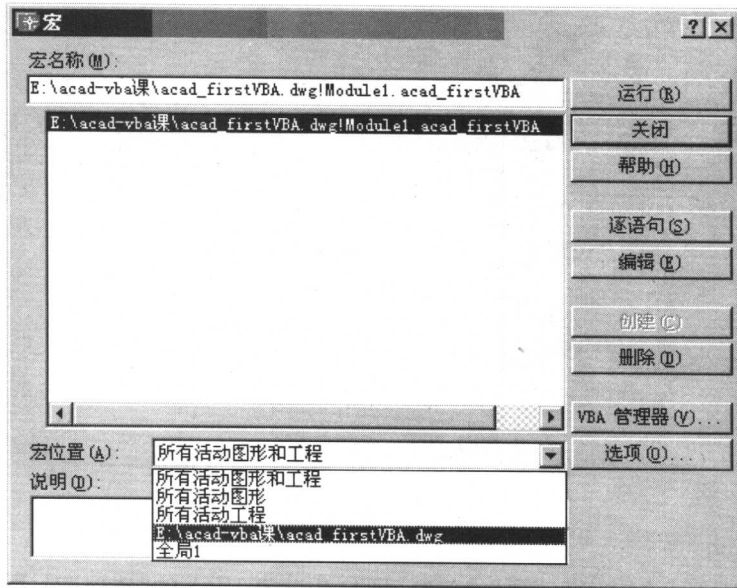 宏
宏名称(M):
E:\acad-vba课\acad_firstVBA.dwg!Module1.acad_firstVBA
运行(R)
E:\acad-vba课\acad_firstVBA.dwg!Module1.acad_firstVBA
关闭
帮助(H)
逐语句(S)
编辑(E)
创建(C)
删除(D)
VBA 管理器(V)...
宏位置(A):
所有活动图形和工程
选项(O)...
说明(D):
所有活动图形和工程
所有活动图形
所有活动工程
E:\acad-vba课\acad_firstVBA.dwg
全局1